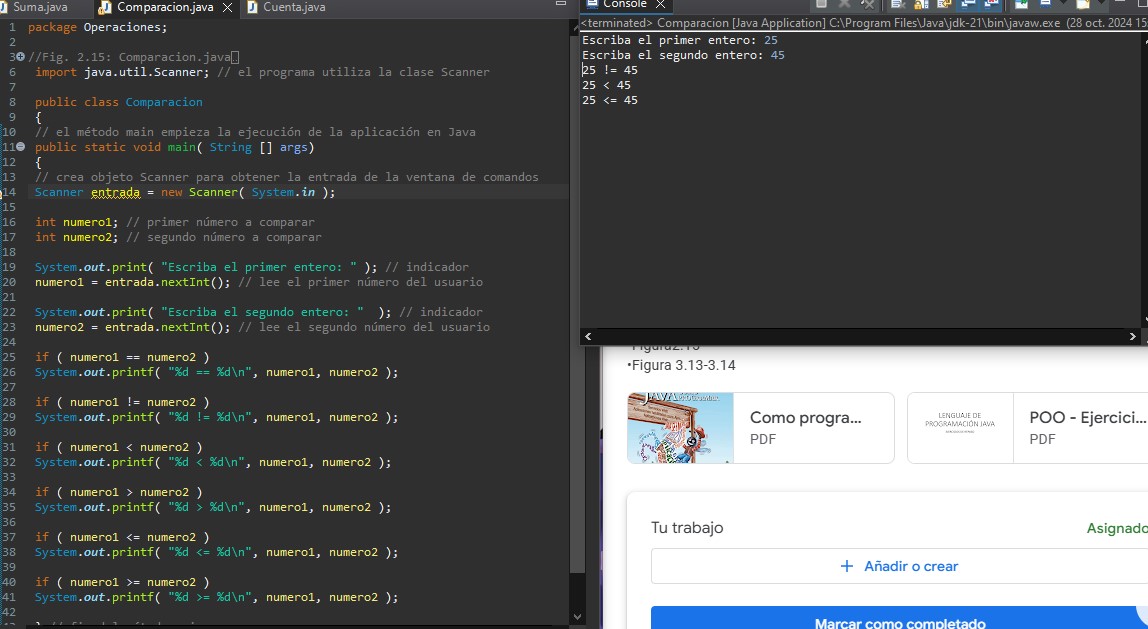 Suma.java
Comparacion.java
Cuenta.java
1 package Operaciones;
2
3 //Fig. 2.15: Comparacion.java
6 import java.util.Scanner; // el programa utiliza la clase Scanner
7
8 public class Comparacion
9 {
10 // el método main empieza la ejecución de la aplicación en Java
11 public static void main( String [] args)
12 {
13 // crea objeto Scanner para obtener la entrada de la ventana de comandos
14 Scanner entrada = new Scanner( System.in );
15
16 int numero1; // primer número a comparar
17 int numero2; // segundo número a comparar
18
19 System.out.print( "Escriba el primer entero: " ); // indicador
20 numero1 = entrada.nextInt(); // lee el primer número del usuario
21
22 System.out.print( "Escriba el segundo entero: "  ); // indicador
23 numero2 = entrada.nextInt(); // lee el segundo número del usuario
24
25 if ( numero1 == numero2 )
26 System.out.printf( "%d == %d\n", numero1, numero2 );
27
28 if ( numero1 != numero2 )
29 System.out.printf( "%d != %d\n", numero1, numero2 );
30
31 if ( numero1 < numero2 )
32 System.out.printf( "%d < %d\n", numero1, numero2 );
33
34 if ( numero1 > numero2 )
35 System.out.printf( "%d > %d\n", numero1, numero2 );
36
37 if ( numero1 <= numero2 )
38 System.out.printf( "%d <= %d\n", numero1, numero2 );
39
40 if ( numero1 >= numero2 )
41 System.out.printf( "%d >= %d\n", numero1, numero2 );
42
Console
<terminated> Comparacion [Java Application] C:\Program Files\Java\jdk-21\bin\javaw.exe (28 oct. 2024 15
Escriba el primer entero: 25
Escriba el segundo entero: 45
25 != 45
25 < 45
25 <= 45
•Figura 3.13-3.14
JAVA
Como progra...
PDF
LENGUAJE DE
PROGRAMACIÓN JAVA
POO - Ejercici...
PDF
Tu trabajo
Asignado
+ Añadir o crear
Marcar como completado